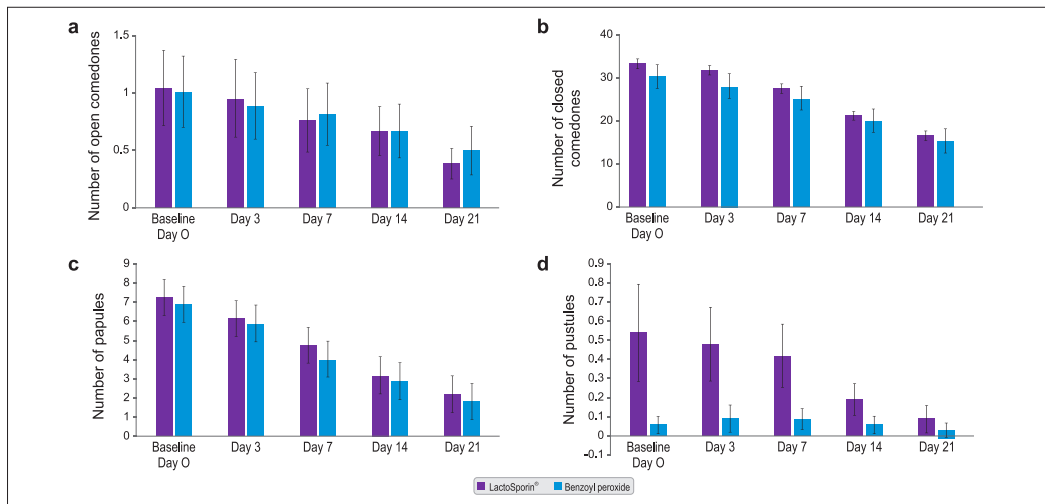 a
Number of open comedones
1.5
1
0.5
0
Baseline
Day O
Day 3
Day 7
Day 14
Day 21
b
Number of closed
comedones
40
30
20
10
0
Baseline
Day O
Day 3
Day 7
Day 14
Day 21
c
Number of papules
9
8
7
6
5
4
3
2
1
0
Baseline
Day O
Day 3
Day 7
Day 14
Day 21
d
Number of pustules
0.9
0.8
0.7
0.6
0.5
0.4
0.3
0.2
0.1
0
-0.1
Baseline
Day O
Day 3
Day 7
Day 14
Day 21
LactoSporin® Benzoyl peroxide